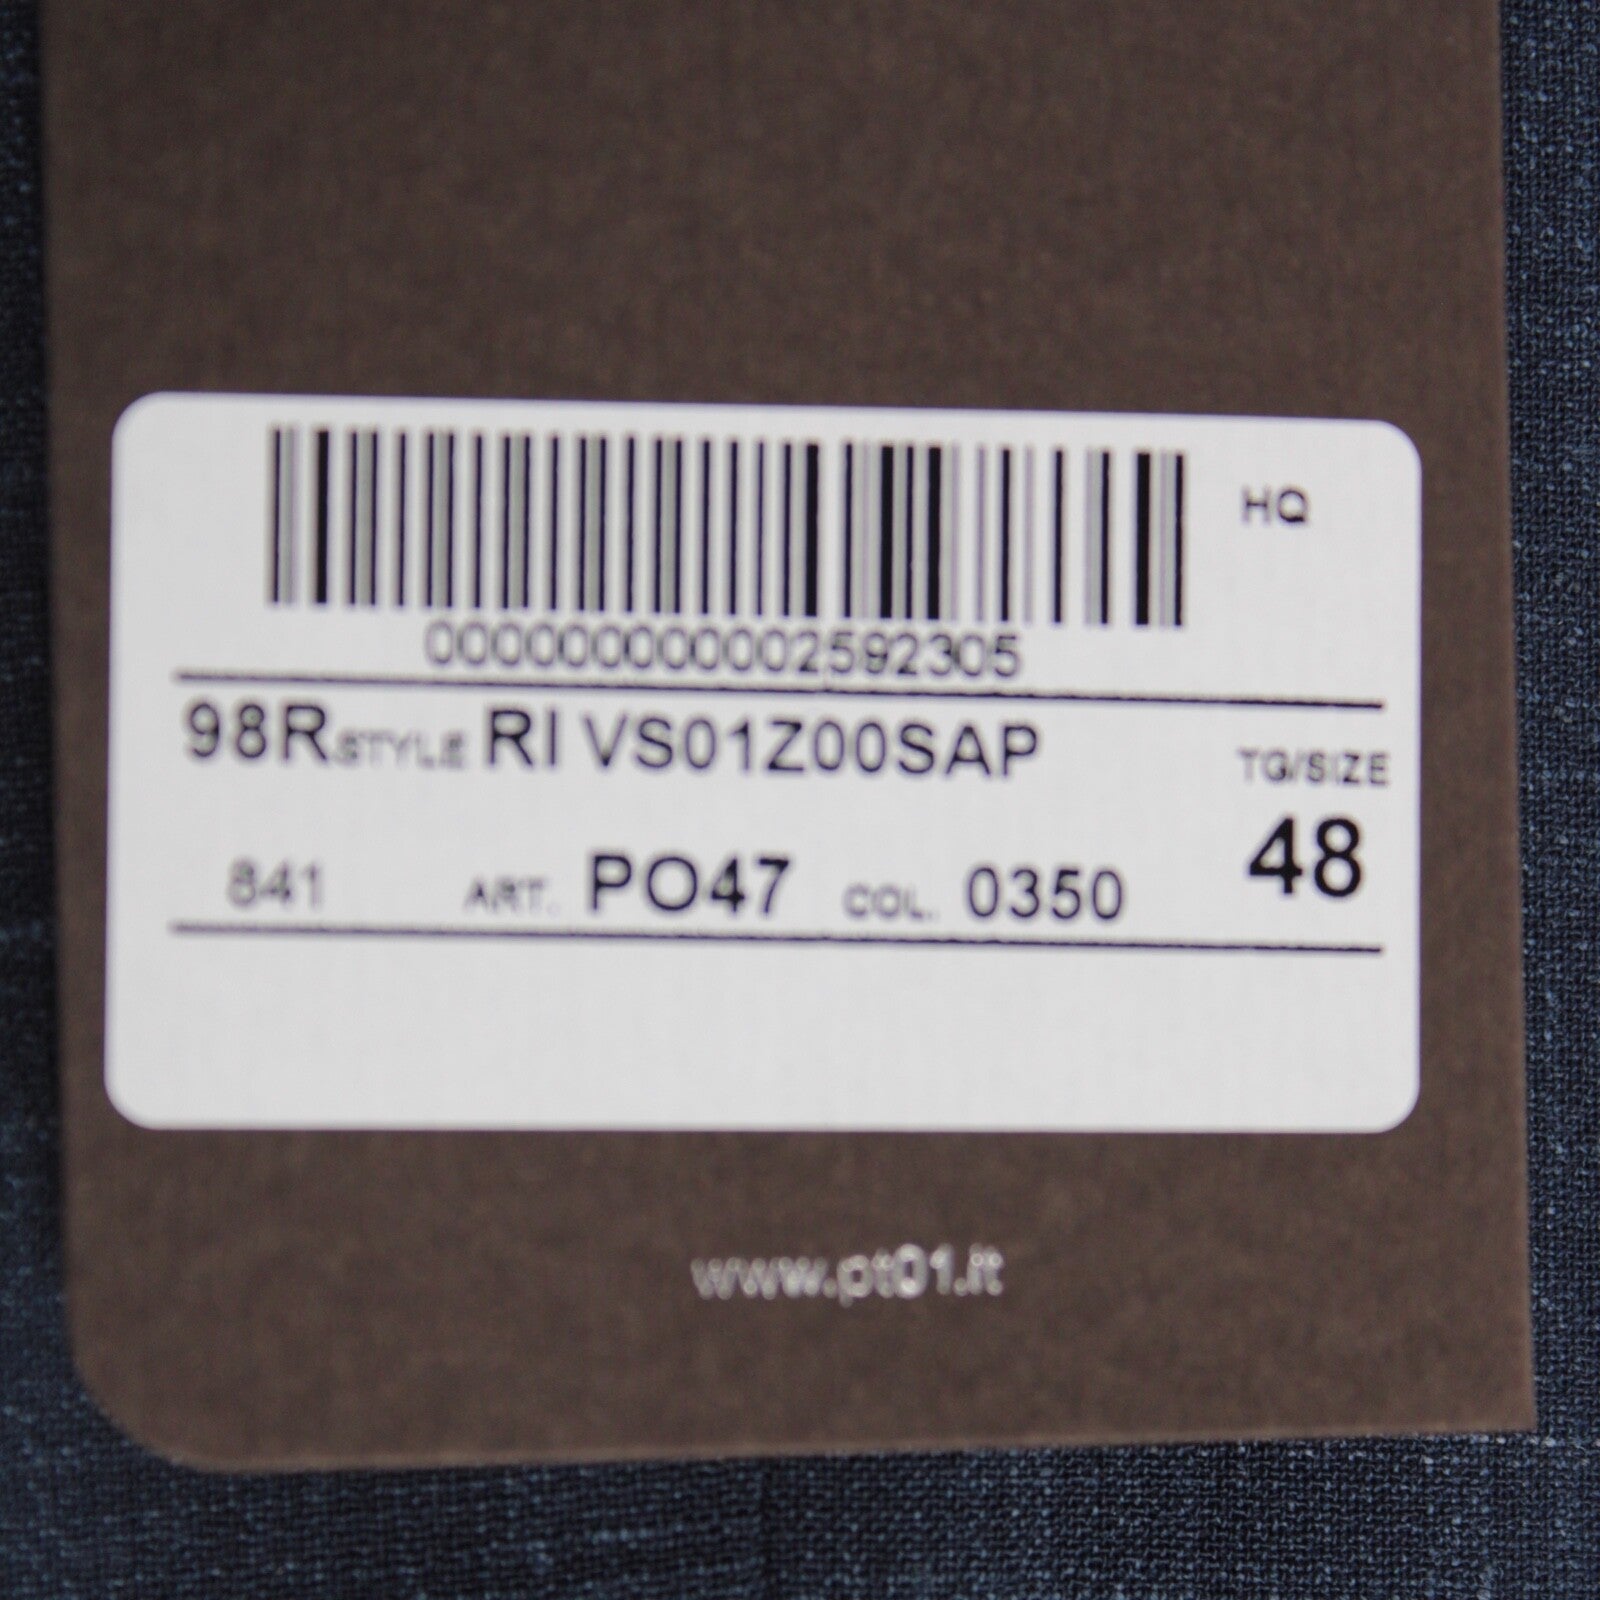 HQ
000000000002592305
98R STYLE RI VS01Z00SAP
TG/SIZE
48
841 ART. PO47 COL. 0350
www.pt01.it